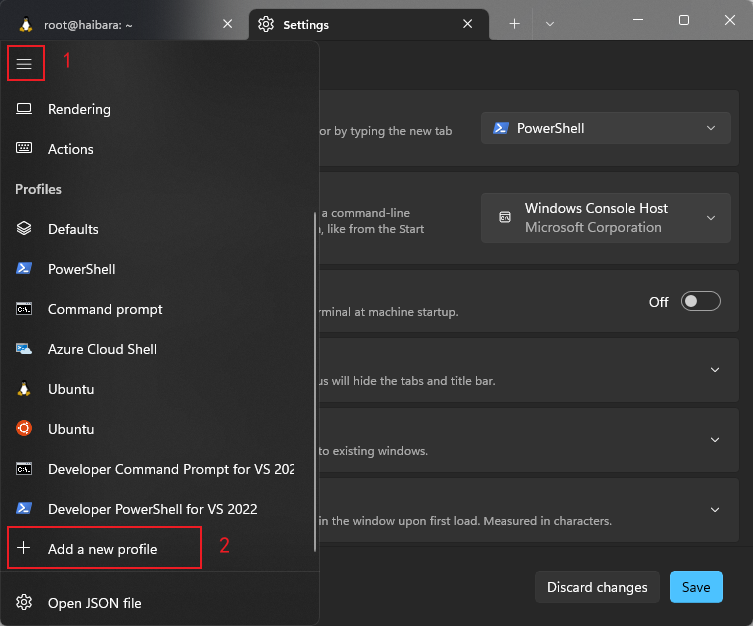 root@haibara: ~
Settings
1
Rendering
Actions
Profiles
Defaults
PowerShell
Command prompt
Azure Cloud Shell
Ubuntu
Ubuntu
Developer Command Prompt for VS 202
Developer PowerShell for VS 2022
Add a new profile
2
Open JSON file
or by typing the new tab
PowerShell
a command-line
, like from the Start
Windows Console Host
Microsoft Corporation
rminal at machine startup.
Off
us will hide the tabs and title bar.
to existing windows.
in the window upon first load. Measured in characters.
Discard changes
Save